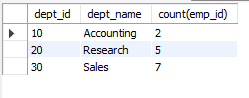 dept_id dept_name count(emp_id)
10 Accounting 2
20 Research 5
30 Sales 7